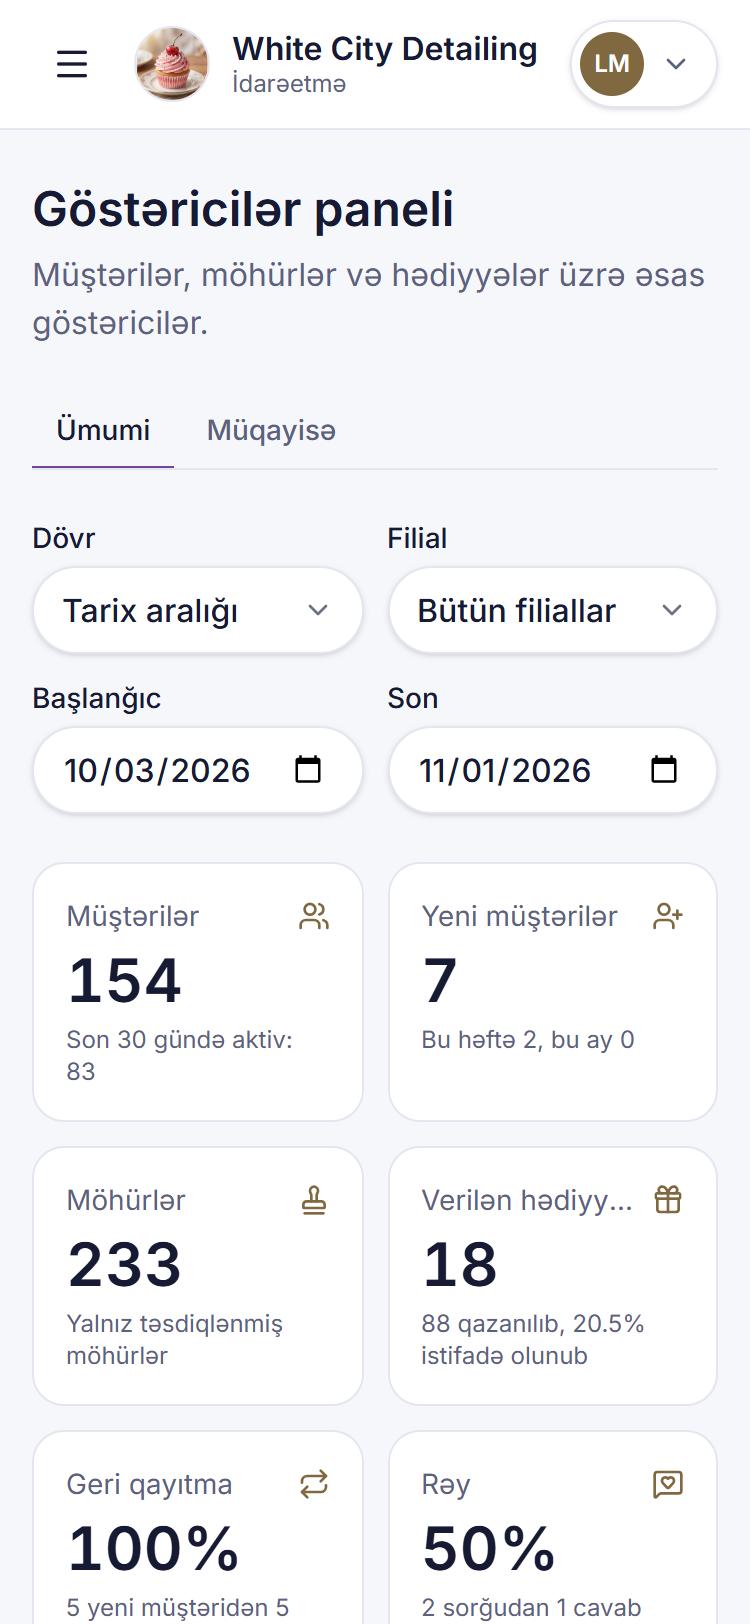 White City Detailing
İdarəetmə
LM
Göstəricilər paneli
Müştərilər, möhürlər və hədiyyələr üzrə əsas
göstəricilər.
Ümumi
Müqayisə
Dövr
Filial
Tarix aralığı
Bütün filiallar
Başlanğıc
Son
10/03/2026
11/01/2026
Müştərilər
154
Son 30 gündə aktiv:
83
Yeni müştərilər
7
Bu həftə 2, bu ay 0
Möhürlər
233
Yalnız təsdiqlənmiş
möhürlər
Verilən hədiyy...
18
88 qazanılıb, 20.5%
istifadə olunub
Geri qayıtma
100%
5 yeni müştəridən 5
Rəy
50%
2 sorğudan 1 cavab